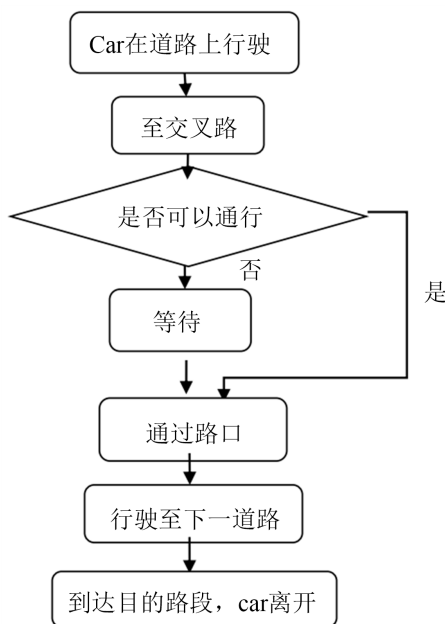 Car在道路上行驶
至交叉路
是否可以通行
否
是
等待
通过路口
行驶至下一道路
到达目的路段，car离开